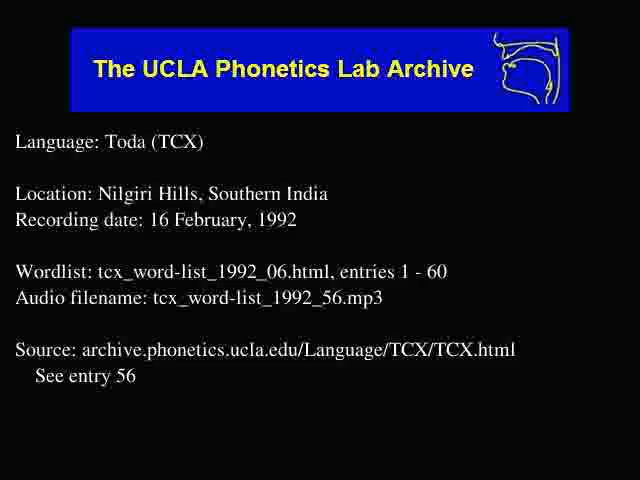 The UCLA Phonetics Lab Archive
Language: Toda (TCX)
Location: Nilgiri Hills, Southern India
Recording date: 16 February, 1992
Wordlist: tcx_word-list_1992_06.html, entries 1 - 60
Audio filename: tcx_word-list_1992_56.mp3
Source: archive.phonetics.ucla.edu/Language/TCX/TCX.html
See entry 56